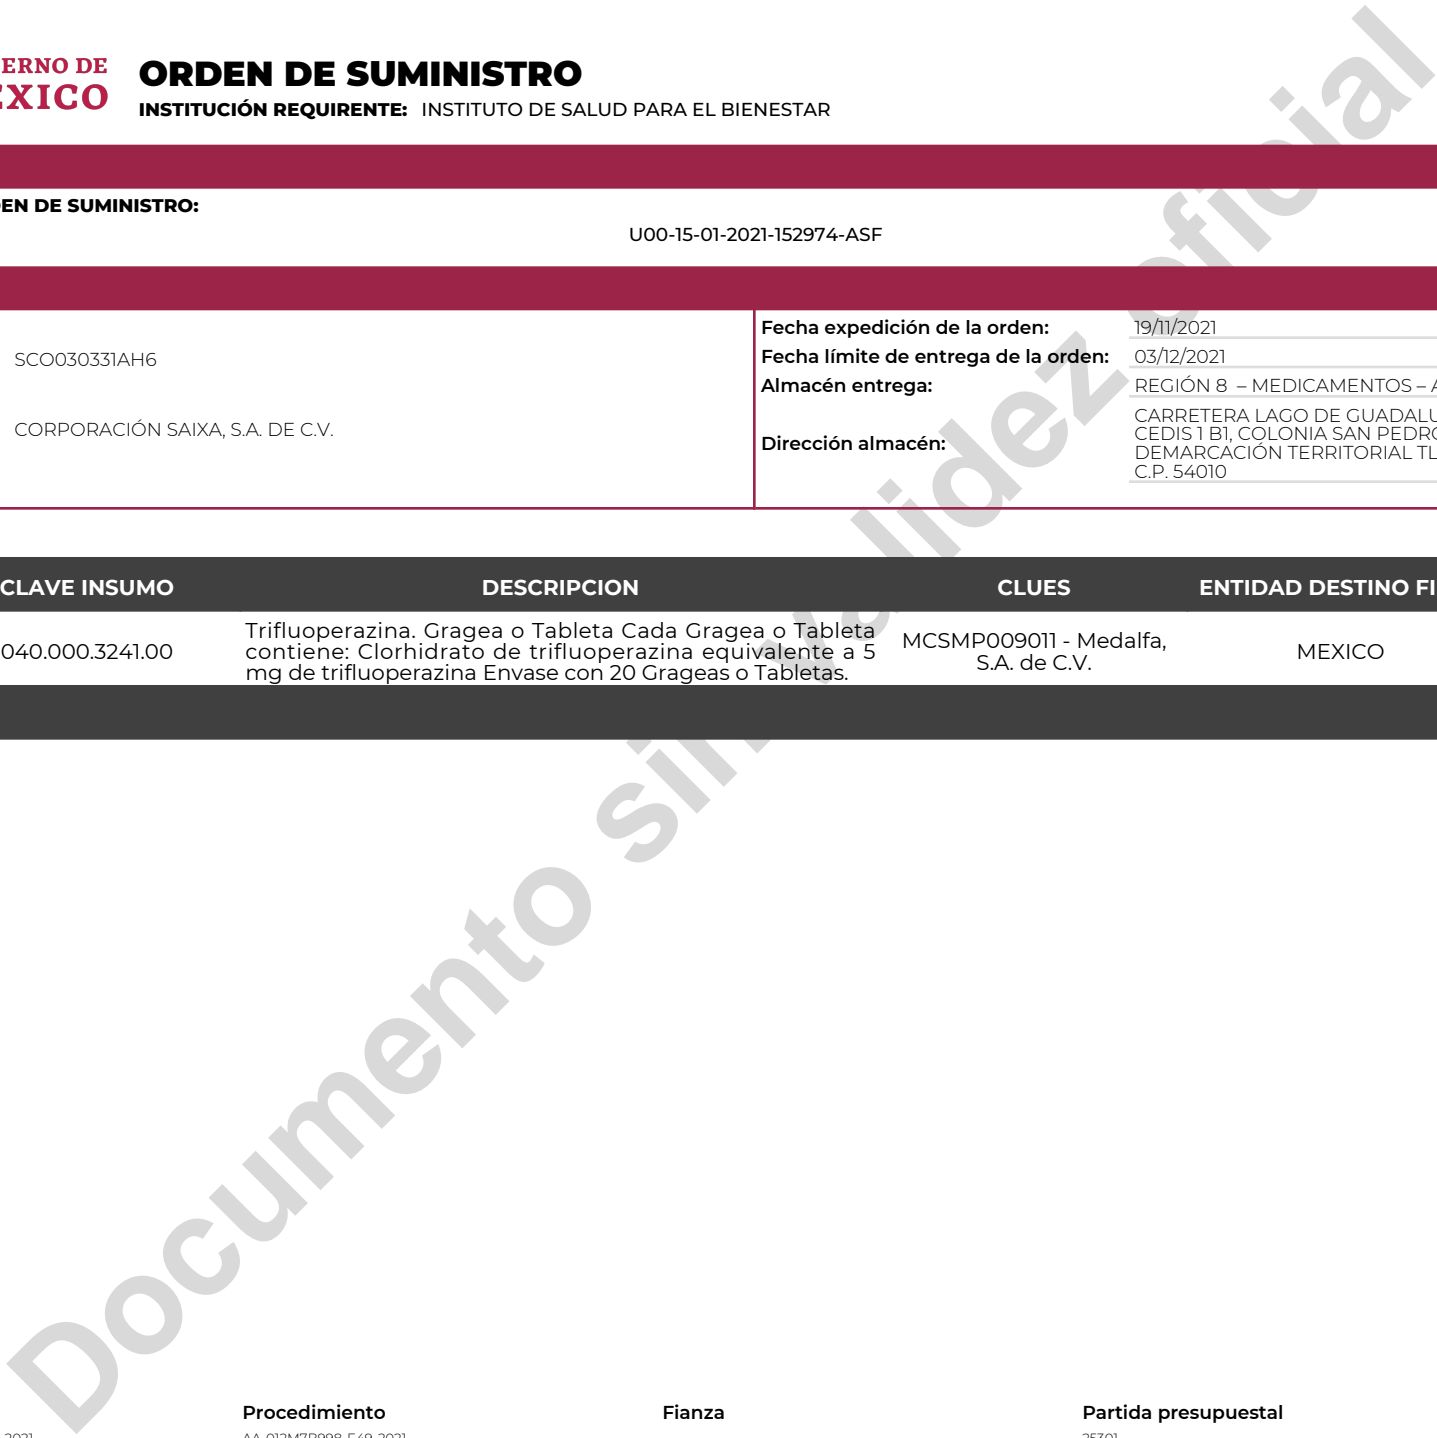 ERNO DE
ORDEN DE SUMINISTRO
INSTITUCIÓN REQUIRENTE: INSTITUTO DE SALUD PARA EL BIENESTAR
EN DE SUMINISTRO:
U00-15-01-2021-152974-ASF
Fecha expedición de la orden: 19/11/2021
SCO030331AH6
Fecha límite de entrega de la orden: 03/12/2021
Almacén entrega: REGIÓN 8 – MEDICAMENTOS – A
CORPORACIÓN SAIXA, S.A. DE C.V.
Dirección almacén:
CARRETERA LAGO DE GUADALU
CEDIS 1 B1, COLONIA SAN PEDRO
DEMARCACIÓN TERRITORIAL TL
C.P. 54010
CLAVE INSUMO DESCRIPCION CLUES ENTIDAD DESTINO FI
040.000.3241.00
Trifluoperazina. Gragea o Tableta Cada Gragea o Tableta
contiene: Clorhidrato de trifluoperazina equivalente a 5
mg de trifluoperazina Envase con 20 Grageas o Tabletas.
MCSMP009011 - Medalfa,
S.A. de C.V.
MEXICO
Documento sin validez oficial
Procedimiento Fianza Partida presupuestal